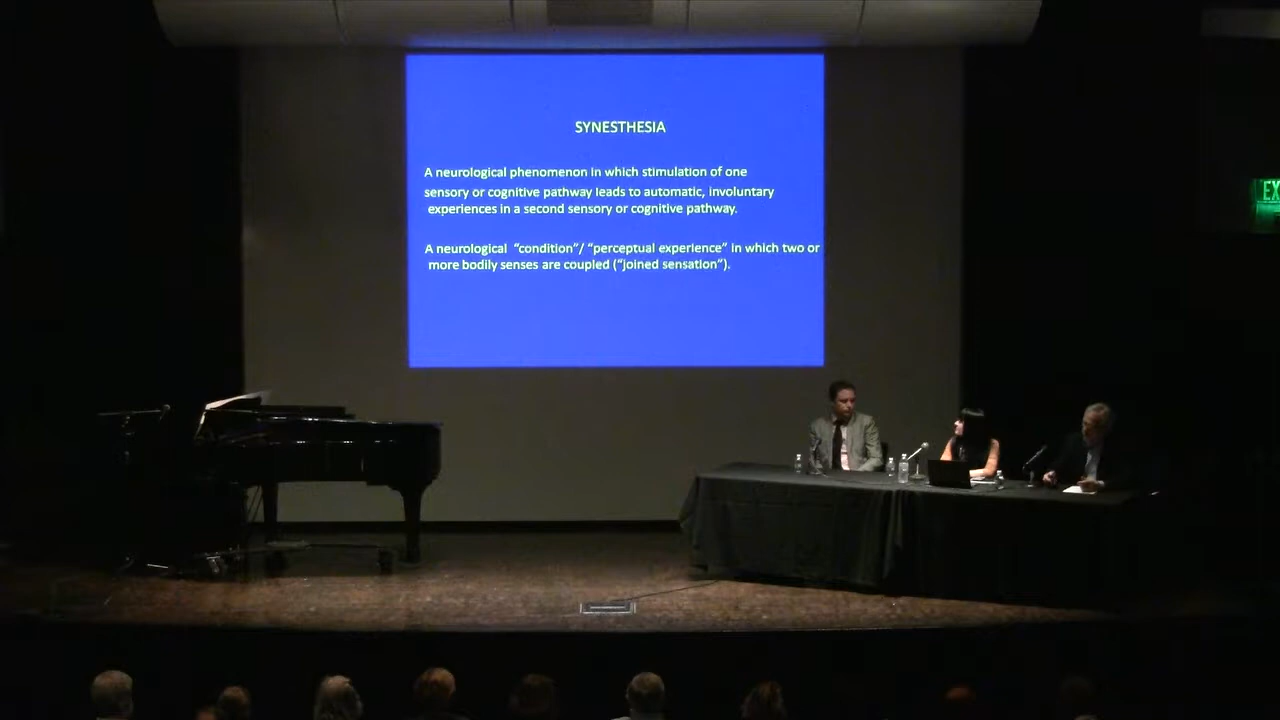 SYNESTHESIA
A neurological phenomenon in which stimulation of one
sensory or cognitive pathway leads to automatic, involuntary
experiences in a second sensory or cognitive pathway.
A neurological “condition”/ “perceptual experience” in which two or
more bodily senses are coupled (“joined sensation”).
EX